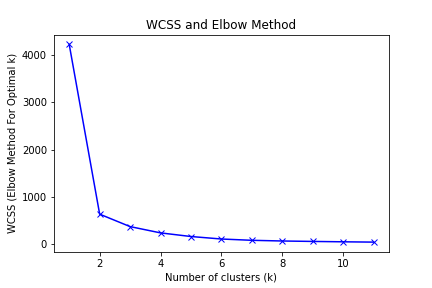 WCSS and Elbow Method
WCSS (Elbow Method For Optimal k)
4000
3000
2000
1000
0
2 4 6 8 10
Number of clusters (k)